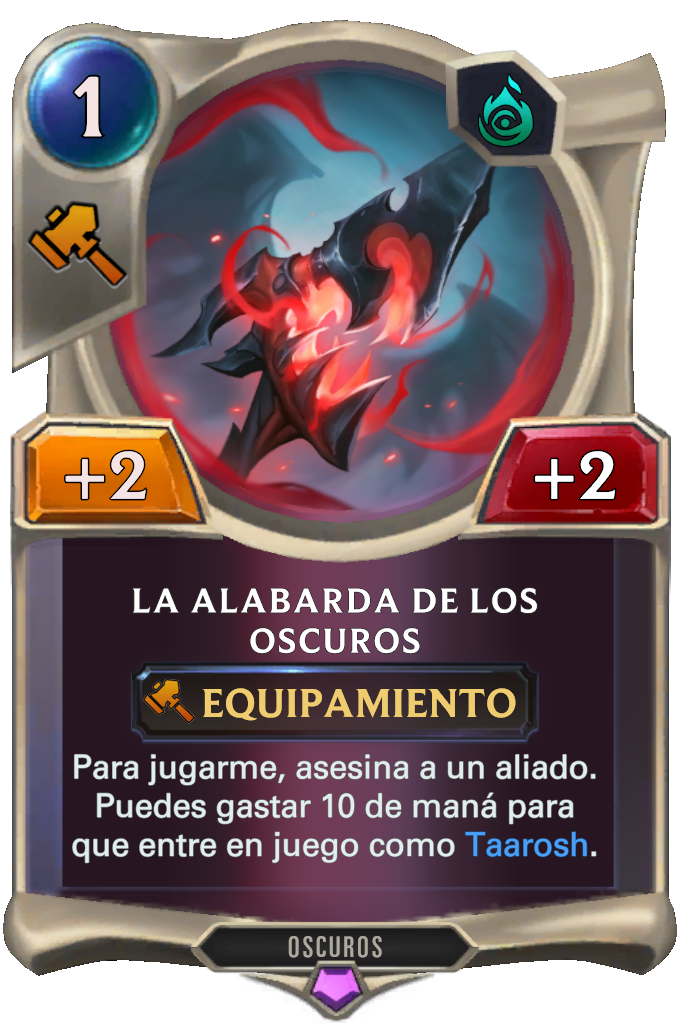 1
+2
+2
LA ALABARDA DE LOS
OSCUROS
EQUIPAMIENTO
Para jugarme, asesina a un aliado.
Puedes gastar 10 de maná para
que entre en juego como Taarosh.
OSCUROS